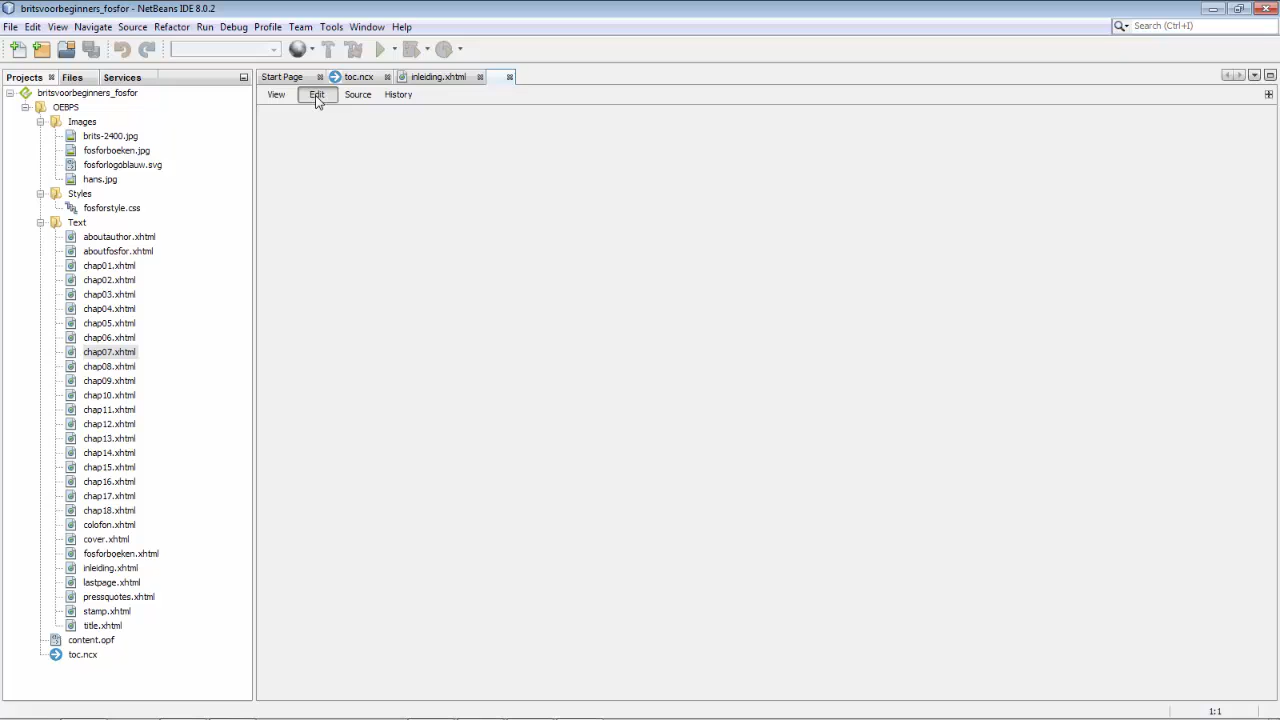 britsvoorbeginners_fosfor - NetBeans IDE 8.0.2
File Edit View Navigate Source Refactor Run Debug Profile Team Tools Window Help
Search (Ctrl+I)
Projects Files Services
Start Page toc.ncx inleiding.xhtml
View Edit Source History
britsvoorbeginners_fosfor
OEBPS
Images
brits-2400.jpg
fosforboeken.jpg
fosforlogoblauw.svg
hans.jpg
Styles
fosforstyle.css
Text
aboutauthor.xhtml
aboutfosfor.xhtml
chap01.xhtml
chap02.xhtml
chap03.xhtml
chap04.xhtml
chap05.xhtml
chap06.xhtml
chap07.xhtml
chap08.xhtml
chap09.xhtml
chap10.xhtml
chap11.xhtml
chap12.xhtml
chap13.xhtml
chap14.xhtml
chap15.xhtml
chap16.xhtml
chap17.xhtml
chap18.xhtml
colofon.xhtml
cover.xhtml
fosforboeken.xhtml
inleiding.xhtml
lastpage.xhtml
pressquotes.xhtml
stamp.xhtml
title.xhtml
content.opf
toc.ncx
1:1